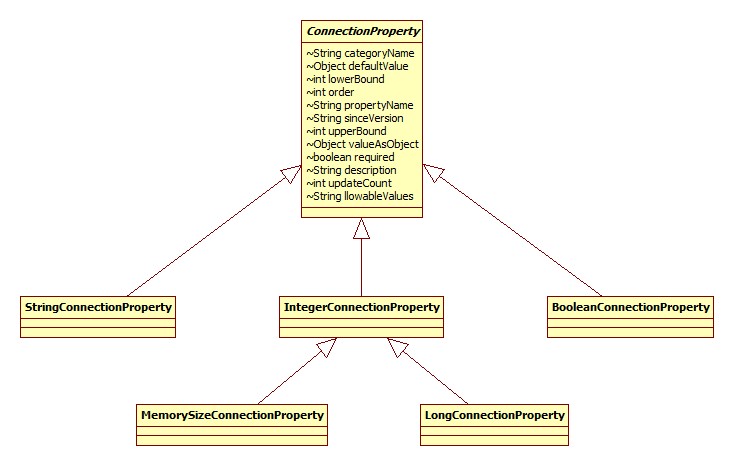 ConnectionProperty
~String categoryName
~Object defaultValue
~int lowerBound
~int order
~String propertyName
~String sinceVersion
~int upperBound
~Object valueAsObject
~boolean required
~String description
~int updateCount
~String llowableValues
StringConnectionProperty
IntegerConnectionProperty
BooleanConnectionProperty
MemorySizeConnectionProperty
LongConnectionProperty